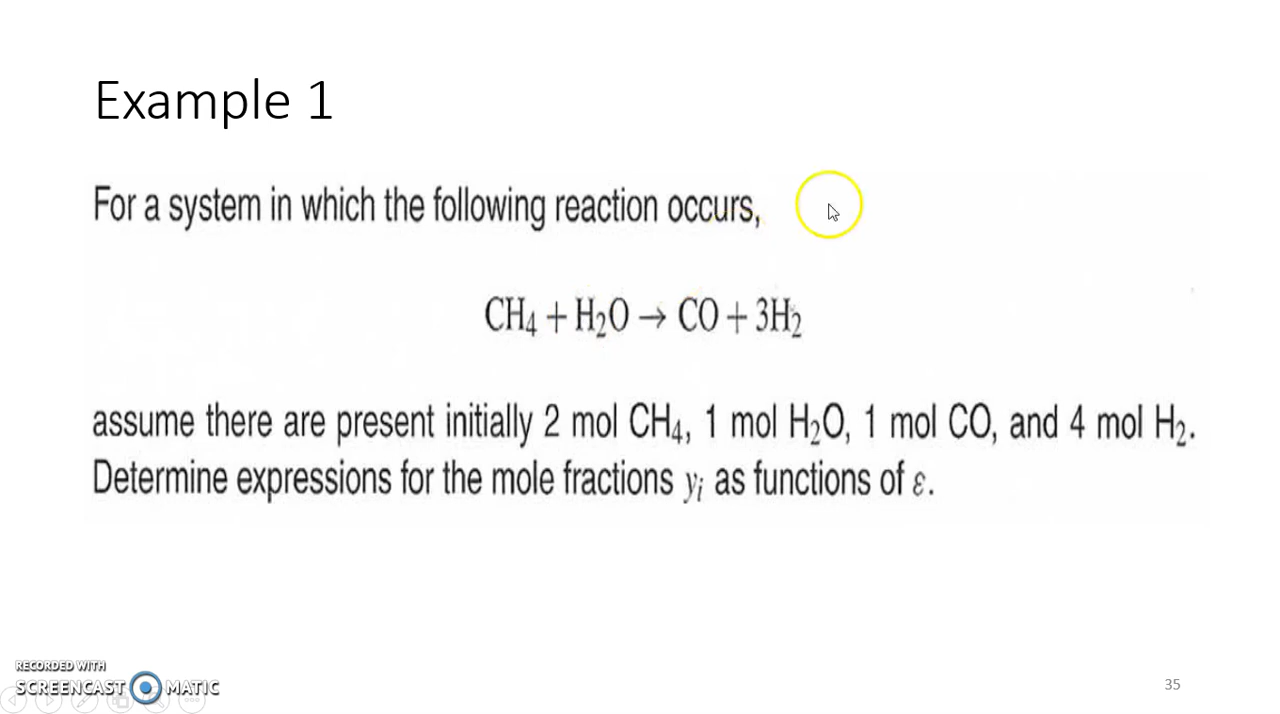 Example 1
For a system in which the following reaction occurs,
CH₄ + H₂O → CO + 3H₂
assume there are present initially 2 mol CH₄, 1 mol H₂O, 1 mol CO, and 4 mol H₂.
Determine expressions for the mole fractions yᵢ as functions of ε.
RECORDED WITH
SCREENCAST MATIC
35